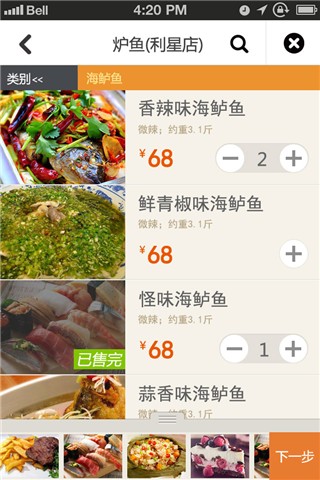 Bell 4:20 PM
炉鱼(利星店)
类别<< 海鲈鱼
香辣味海鲈鱼
微辣；约重3.1斤
¥68 2
鲜青椒味海鲈鱼
微辣；约重3.1斤
¥68
怪味海鲈鱼
微辣；约重3.1斤
¥68 1
已售完
蒜香味海鲈鱼
微辣；约重3.1斤
下一步